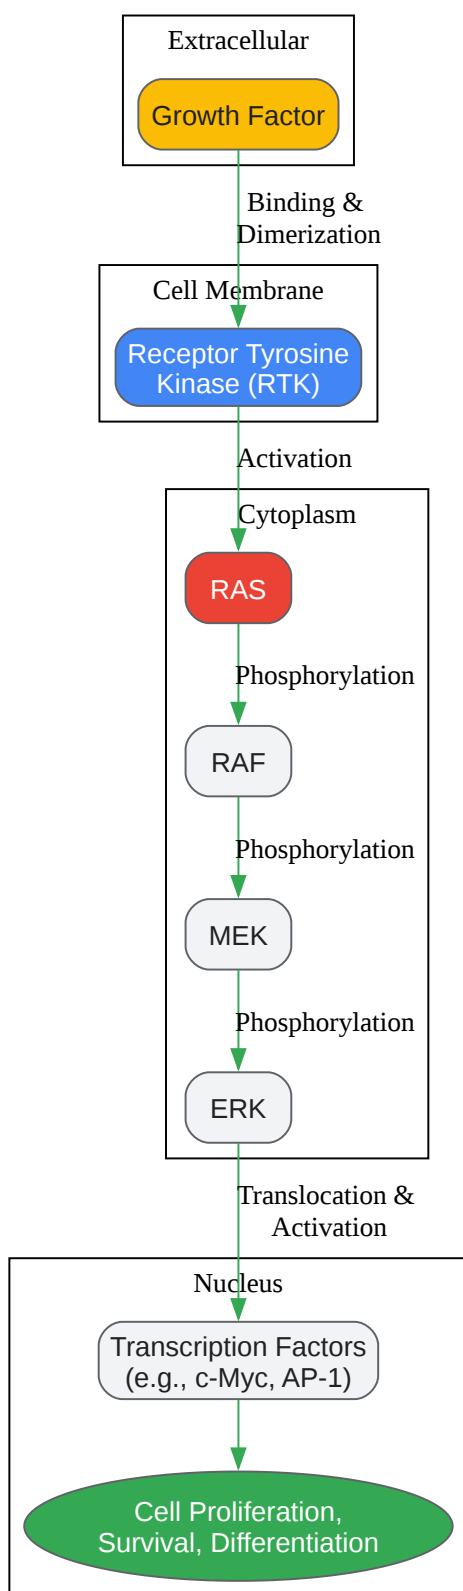 Extracellular
Growth Factor
Binding &
Dimerization
Cell Membrane
Receptor Tyrosine
Kinase (RTK)
Activation
Cytoplasm
RAS
Phosphorylation
RAF
Phosphorylation
MEK
Phosphorylation
ERK
Translocation &
Activation
Nucleus
Transcription Factors
(e.g., c-Myc, AP-1)
Cell Proliferation,
Survival, Differentiation